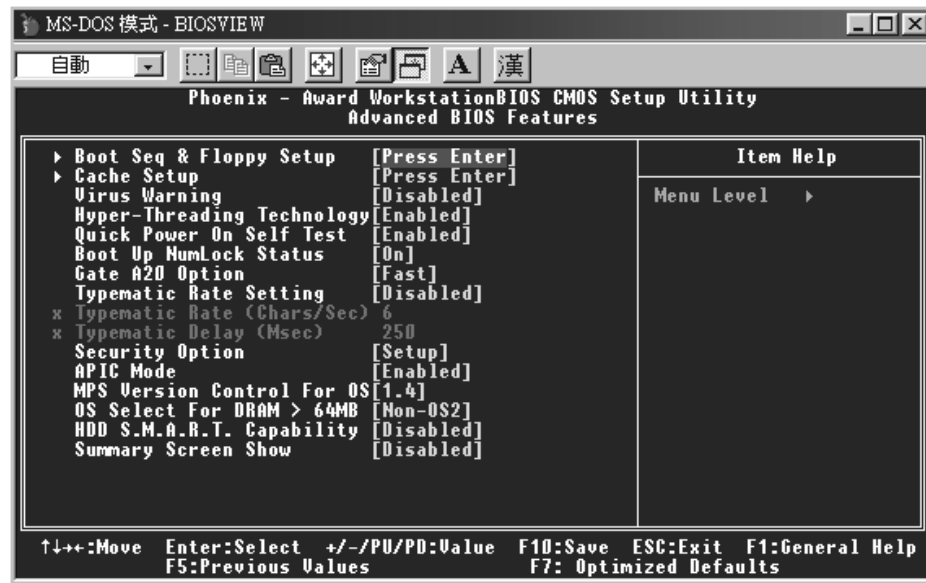 MS-DOS 模式 - BIOSVIEW
自動 A 漢
Phoenix - Award WorkstationBIOS CMOS Setup Utility
Advanced BIOS Features
Boot Seq & Floppy Setup [Press Enter]
Cache Setup [Press Enter]
Virus Warning [Disabled]
Hyper-Threading Technology[Enabled]
Quick Power On Self Test [Enabled]
Boot Up NumLock Status [On]
Gate A20 Option [Fast]
Typematic Rate Setting [Disabled]
x Typematic Rate (Chars/Sec) 6
x Typematic Delay (Msec) 250
Security Option [Setup]
APIC Mode [Enabled]
MPS Version Control For OS[1.4]
OS Select For DRAM > 64MB [Non-OS2]
HDD S.M.A.R.T. Capability [Disabled]
Summary Screen Show [Disabled]
Item Help
Menu Level
↑↓→←:Move Enter:Select +/-/PU/PD:Value F10:Save ESC:Exit F1:General Help
F5:Previous Values F7: Optimized Defaults